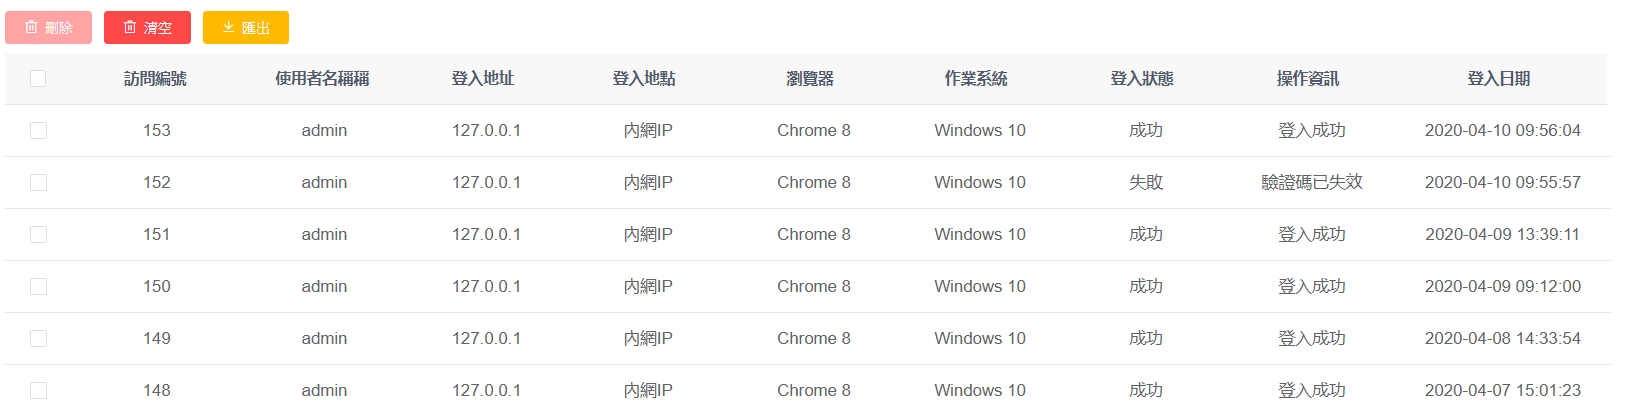 刪除 清空 匯出
訪問編號 使用者名稱稱 登入地址 登入地點 瀏覽器 作業系統 登入狀態 操作資訊 登入日期
153 admin 127.0.0.1 內網IP Chrome 8 Windows 10 成功 登入成功 2020-04-10 09:56:04
152 admin 127.0.0.1 內網IP Chrome 8 Windows 10 失敗 驗證碼已失效 2020-04-10 09:55:57
151 admin 127.0.0.1 內網IP Chrome 8 Windows 10 成功 登入成功 2020-04-09 13:39:11
150 admin 127.0.0.1 內網IP Chrome 8 Windows 10 成功 登入成功 2020-04-09 09:12:00
149 admin 127.0.0.1 內網IP Chrome 8 Windows 10 成功 登入成功 2020-04-08 14:33:54
148 admin 127.0.0.1 內網IP Chrome 8 Windows 10 成功 登入成功 2020-04-07 15:01:23